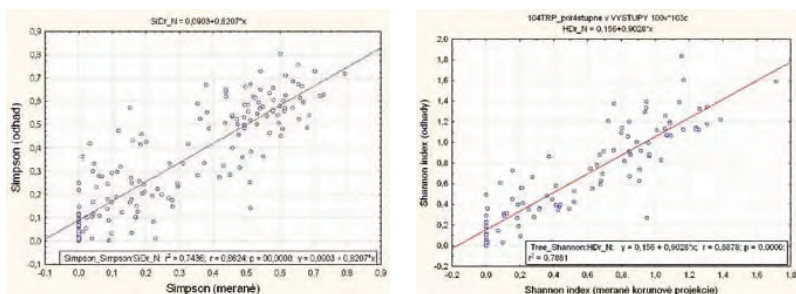 SiDr_N = 0,0903+0,8207*x
Simpson (odhad)
0,9
0,8
0,7
0,6
0,5
0,4
0,3
0,2
0,1
0,0
-0,1
Simpson_Simpson:SiDr_N: r² = 0.7436; r = 0,8624; p = 00,0000; y = 0,0903 + 0,8207*x
-0,1 0,0 0,1 0,2 0,3 0,4 0,5 0,6 0,7 0,8 0,9
Simpson (merané)
104TRP_prir4stupne v VYSTUPY 100v*103c
HDr_N = 0,156+0,9028*x
Shannon index (odhady)
2,0
1,8
1,6
1,4
1,2
1,0
0,8
0,6
0,4
0,2
0,0
-0,2
Tree_Shannon:HDr_N: y = 0,156 + 0,9028*x; r = 0,8878; p = 0.0000;
r² = 0.7881
-0,2 0,0 0,2 0,4 0,6 0,8 1,0 1,2 1,4 1,6 1,8
Shannon index (merané korunové projekcie)